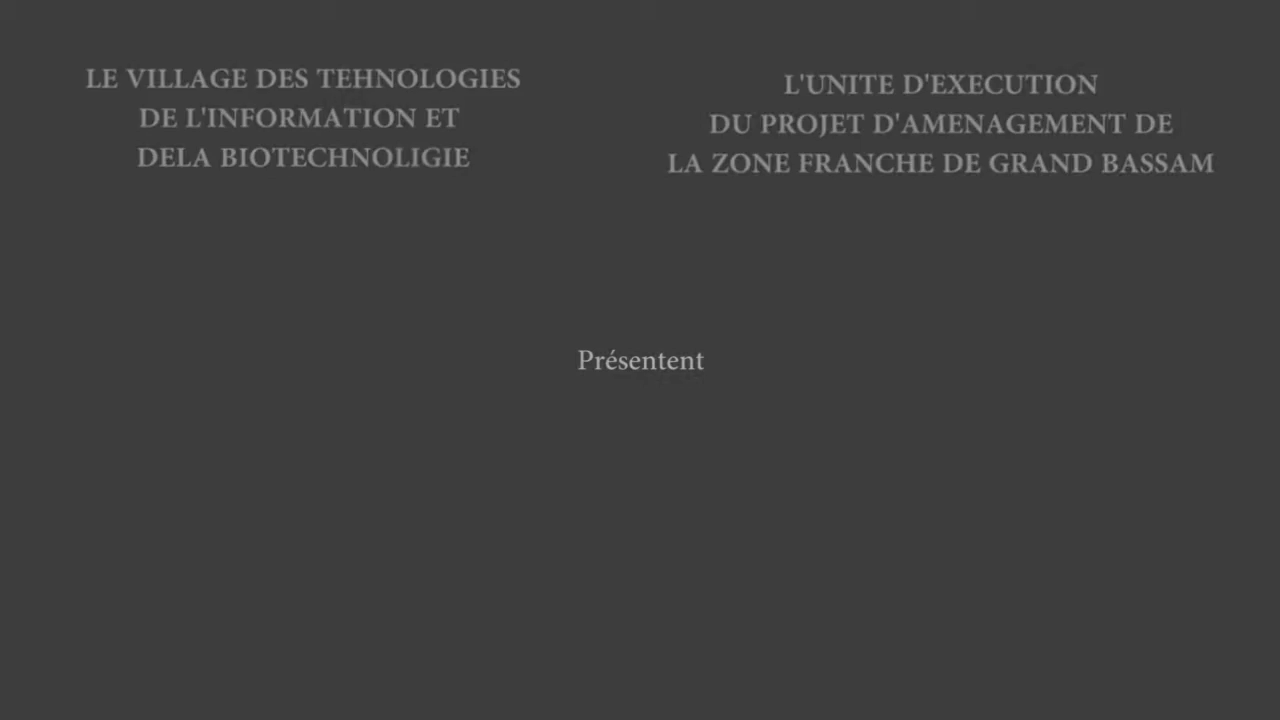 LE VILLAGE DES TEHNOLOGIES
DE L'INFORMATION ET
DELA BIOTECHNOLIGIE
L'UNITE D'EXECUTION
DU PROJET D'AMENAGEMENT DE
LA ZONE FRANCHE DE GRAND BASSAM
Présentent